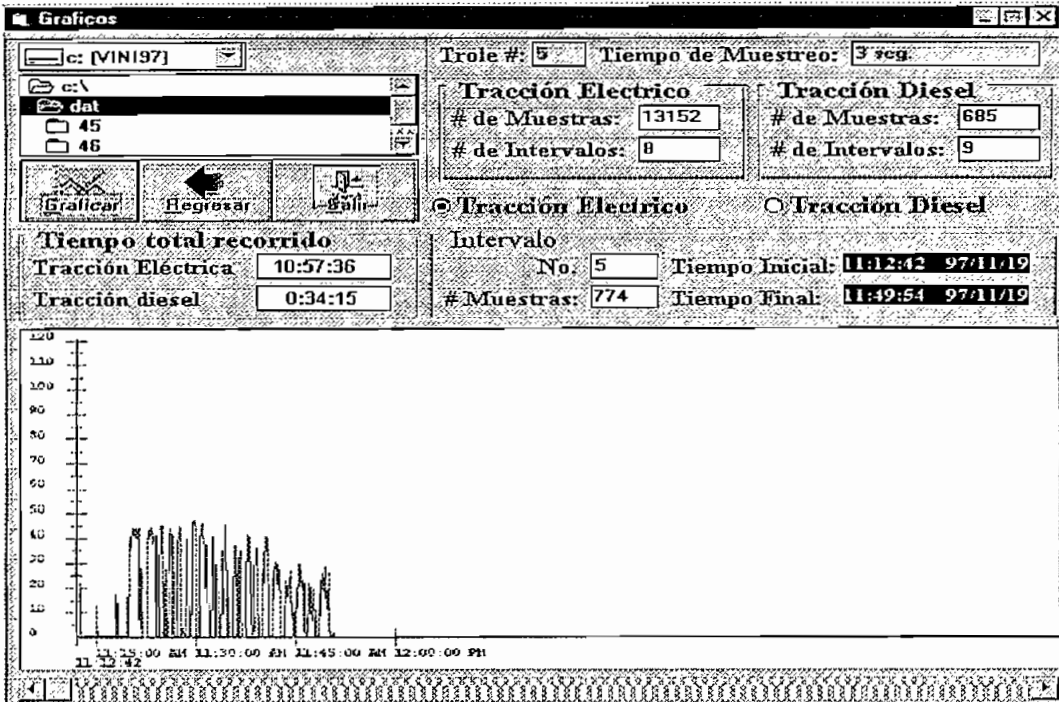 Graficos
c: [VINI97]
Trole #: 5 Tiempo de Muestreo: 3 seg.
c:\
dat
45
46
Tracción Electrico
# de Muestras: 13152
# de Intervalos: 8
Tracción Diesel
# de Muestras: 685
# de Intervalos: 9
Graficar
Regresar
Salir
Tracción Electrico
Tracción Diesel
Tiempo total recorrido
Tracción Eléctrica 10:57:36
Tracción diesel 0:34:15
Intervalo
No. 5 Tiempo Inicial: 11:12:42 97/11/19
# Muestras: 774 Tiempo Final: 11:49:54 97/11/19
120
110
100
90
80
70
60
50
40
30
20
10
0
11:15:00 AM 11:30:00 AM 11:45:00 AM 12:00:00 PM
11:12:42